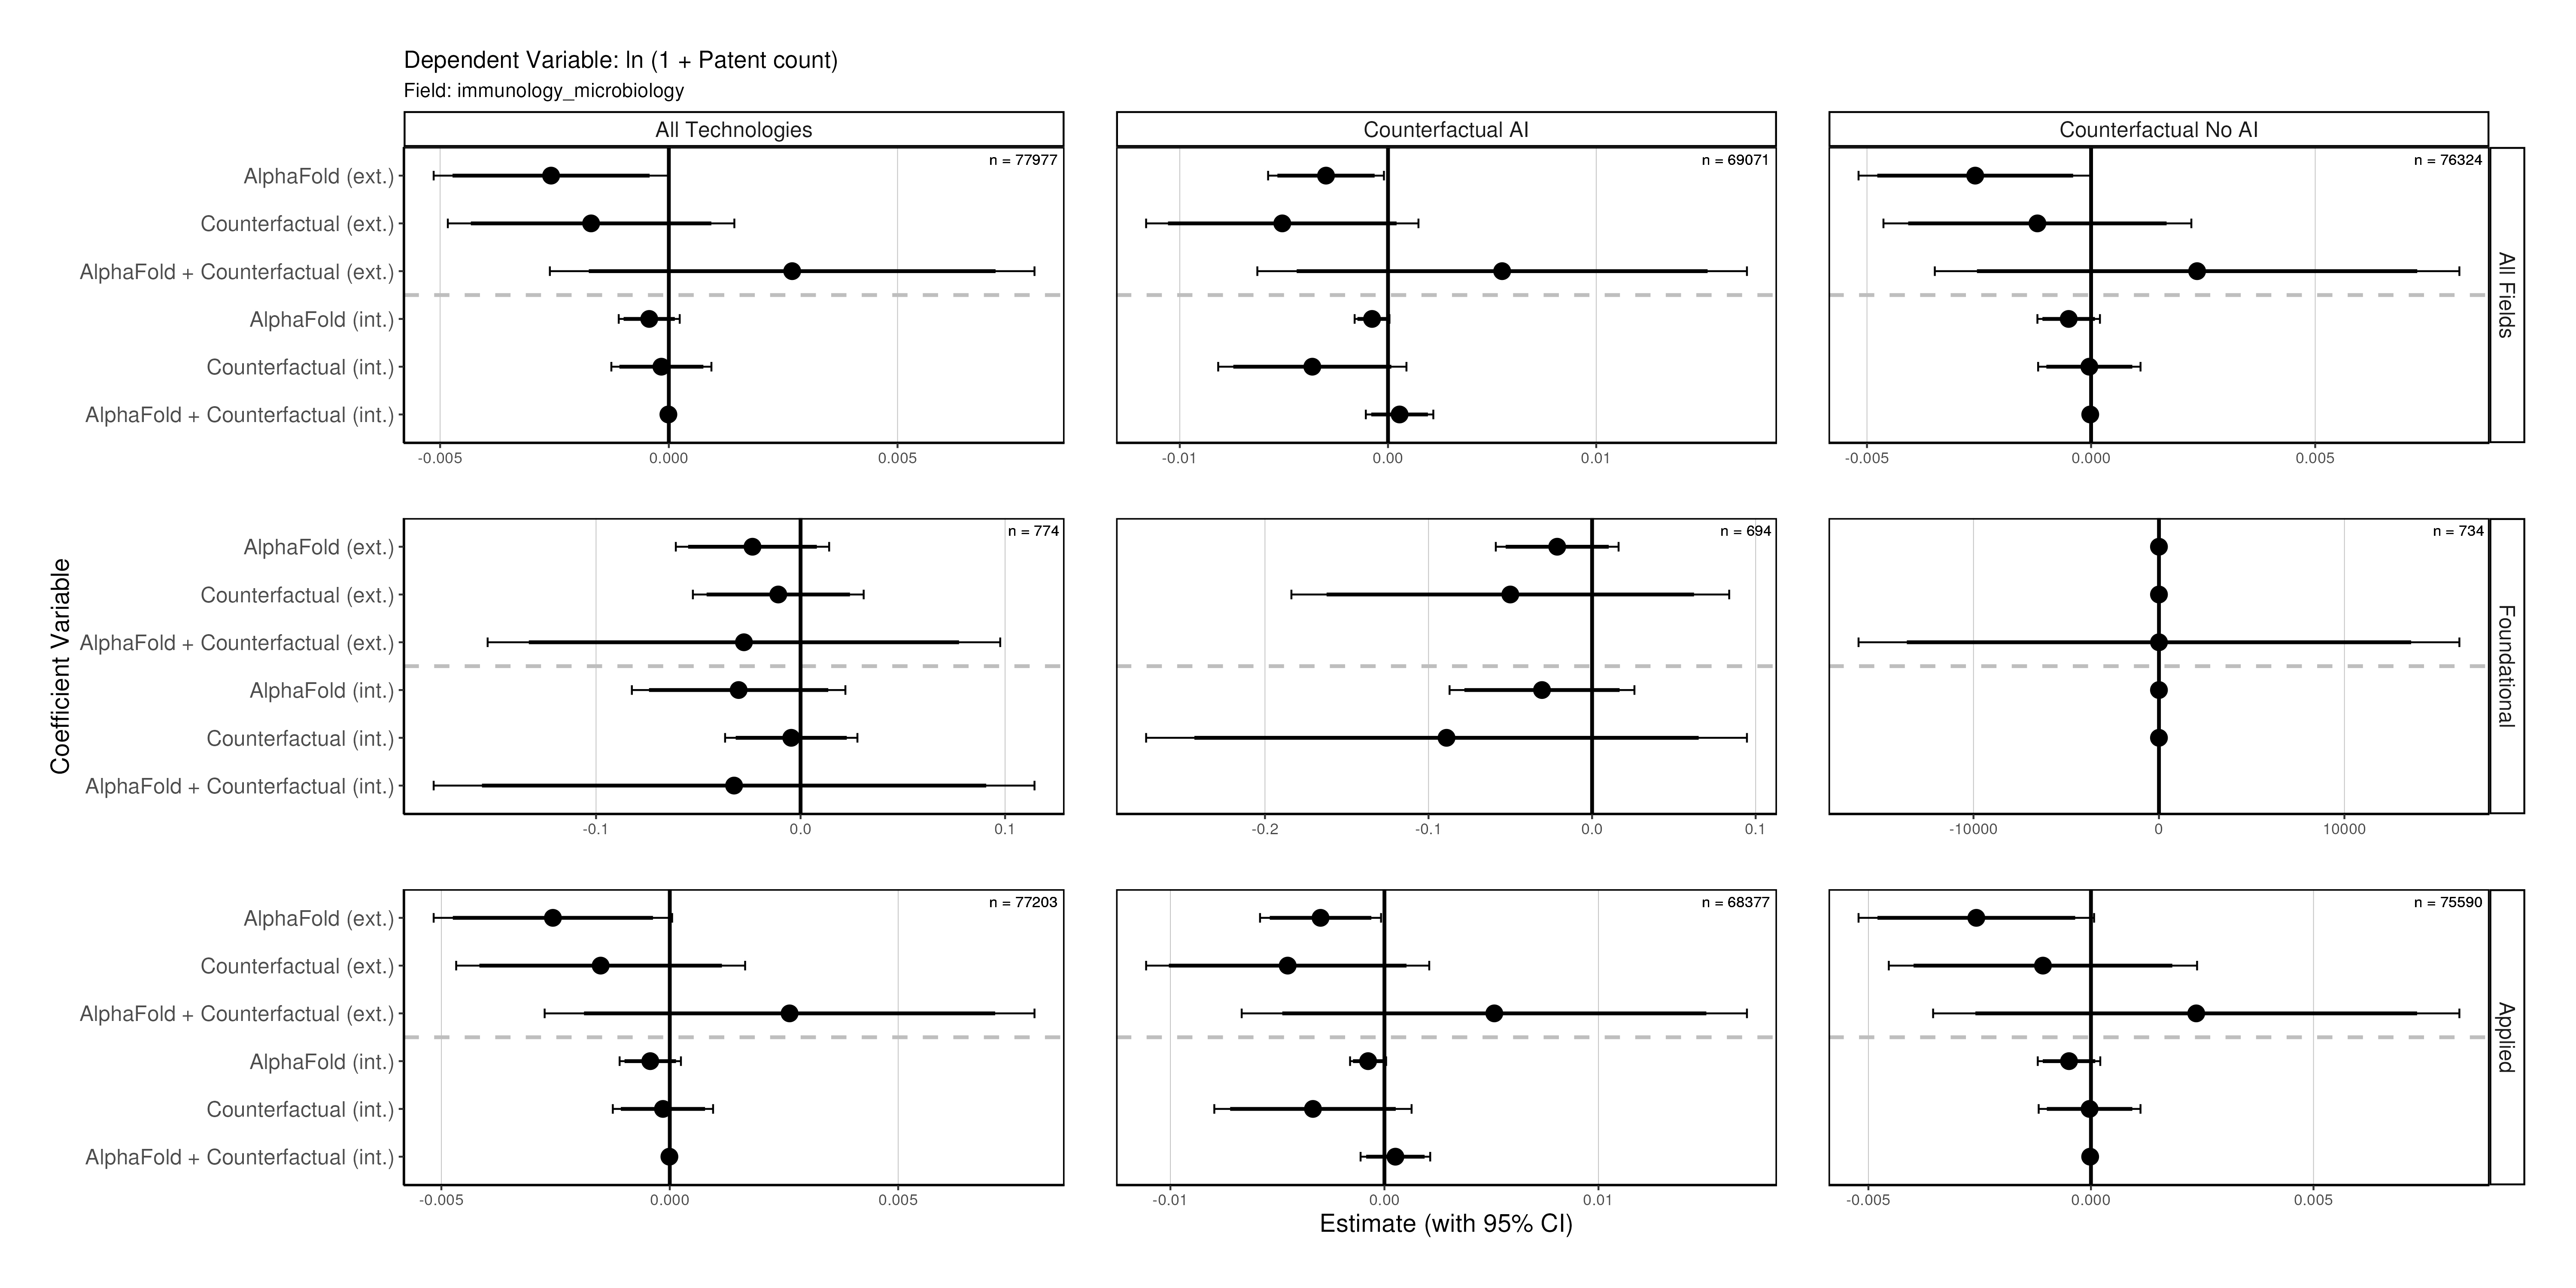 Dependent Variable: ln (1 + Patent count)
Field: immunology_microbiology
All Technologies
Counterfactual AI
Counterfactual No AI
n = 77977
n = 69071
n = 76324
AlphaFold (ext.)
Counterfactual (ext.)
AlphaFold + Counterfactual (ext.)
AlphaFold (int.)
Counterfactual (int.)
AlphaFold + Counterfactual (int.)
All Fields
-0.005 0.000 0.005
-0.01 0.00 0.01
-0.005 0.000 0.005
Coefficient Variable
n = 774
n = 694
n = 734
AlphaFold (ext.)
Counterfactual (ext.)
AlphaFold + Counterfactual (ext.)
AlphaFold (int.)
Counterfactual (int.)
AlphaFold + Counterfactual (int.)
Foundational
-0.1 0.0 0.1
-0.2 -0.1 0.0 0.1
-10000 0 10000
n = 77203
n = 68377
n = 75590
AlphaFold (ext.)
Counterfactual (ext.)
AlphaFold + Counterfactual (ext.)
AlphaFold (int.)
Counterfactual (int.)
AlphaFold + Counterfactual (int.)
Applied
-0.005 0.000 0.005
-0.01 0.00 0.01
-0.005 0.000 0.005
Estimate (with 95% CI)